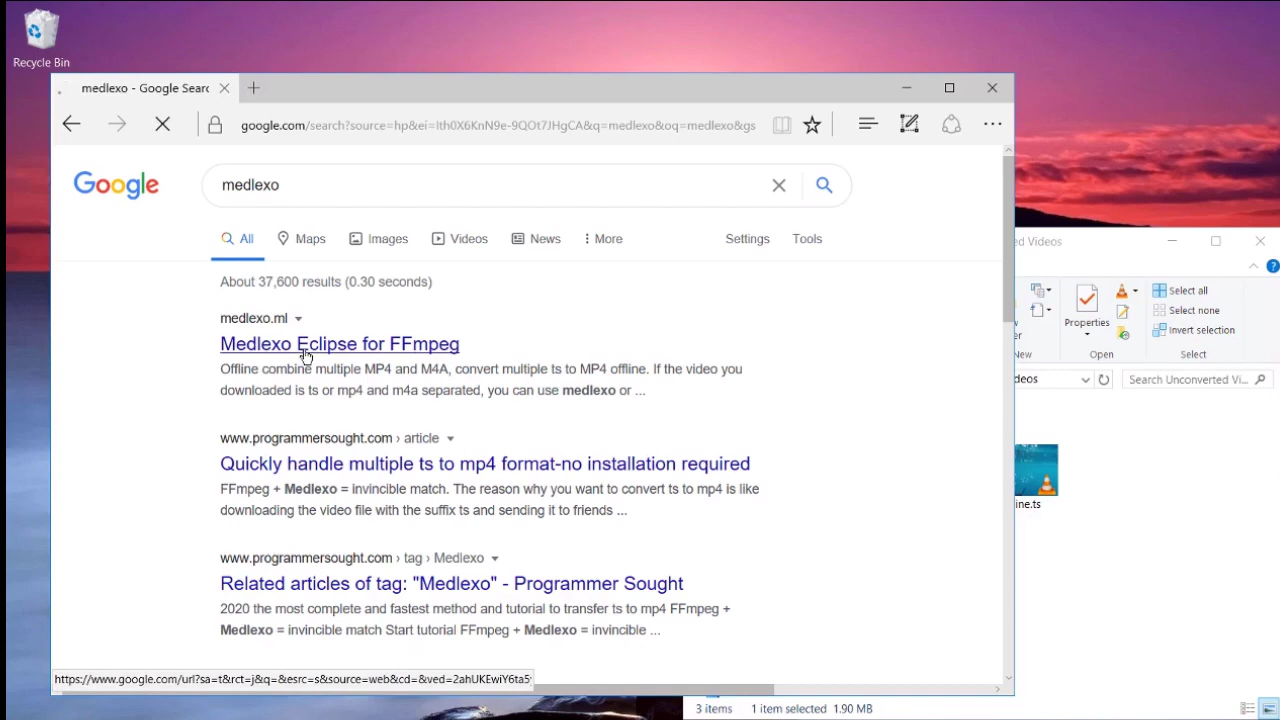 Recycle Bin
medlexo - Google Searc
google.com/search?source=hp&ei=Ith0X6KnN9e-9QOt7JHgCA&q=medlexo&oq=medlexo&gs
Google
medlexo
All Maps Images Videos News More Settings Tools
About 37,600 results (0.30 seconds)
medlexo.ml
Medlexo Eclipse for FFmpeg
Offline combine multiple MP4 and M4A, convert multiple ts to MP4 offline. If the video you
downloaded is ts or mp4 and m4a separated, you can use medlexo or ...
www.programmersought.com › article
Quickly handle multiple ts to mp4 format-no installation required
FFmpeg + Medlexo = invincible match. The reason why you want to convert ts to mp4 is like
downloading the video file with the suffix ts and sending it to friends ...
www.programmersought.com › tag › Medlexo
Related articles of tag: "Medlexo" - Programmer Sought
2020 the most complete and fastest method and tutorial to transfer ts to mp4 FFmpeg +
Medlexo = invincible match Start tutorial FFmpeg + Medlexo = invincible ...
https://www.google.com/url?sa=t&rct=j&q=&esrc=s&source=web&cd=&ved=2ahUKEwiY6ta5
ed Videos
Properties
Select all
Select none
Invert selection
New
Open
Select
deos
Search Unconverted Vi...
ine.ts
3 items 1 item selected 1.90 MB